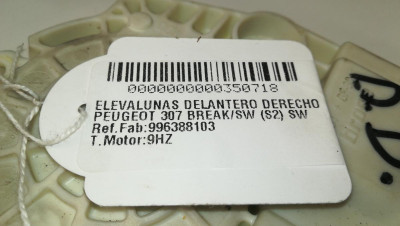 0000000000350718
ELEVALUNAS DELANTERO DERECHO
PEUGEOT 307 BREAK/SW (S2) SW
Ref.Fab:996388103
T.Motor:9HZ